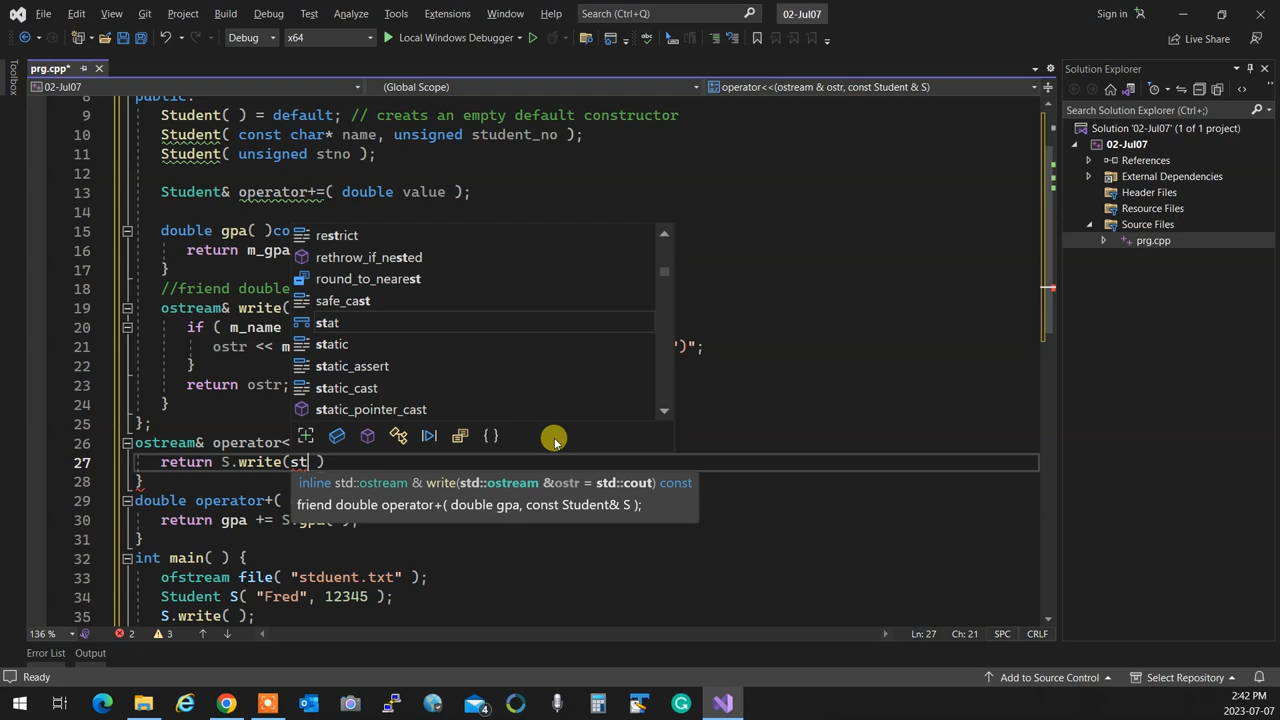 File Edit View Git Project Build Debug Test Analyze Tools Extensions Window Help Search (Ctrl+Q) 02-Jul07 Sign in
Debug x64 Local Windows Debugger Live Share
Toolbox
prg.cpp*
02-Jul07 (Global Scope) operator<<(ostream & ostr, const Student & S)
8 public:
9 Student( ) = default; // creats an empty default constructor
10 Student( const char* name, unsigned student_no );
11 Student( unsigned stno );
12
13 Student& operator+=( double value );
14
15 double gpa( )co
16 return m_gpa
17 }
18 //friend double
19 ostream& write(
20 if ( m_name
21 ostr << m ")";
22 }
23 return ostr;
24 }
25 };
26 ostream& operator<
27 return S.write(st )
28 }
29 double operator+(
30 return gpa += S.gpa( );
31 }
32 int main( ) {
33 ofstream file( "stduent.txt" );
34 Student S( "Fred", 12345 );
35 S.write( );
restrict
rethrow_if_nested
round_to_nearest
safe_cast
stat
static
static_assert
static_cast
static_pointer_cast
{ }
inline std::ostream & write(std::ostream &ostr = std::cout) const
friend double operator+( double gpa, const Student& S );
Solution Explorer
Search Solution Explorer (Ctrl+;)
Solution '02-Jul07' (1 of 1 project)
02-Jul07
References
External Dependencies
Header Files
Resource Files
Source Files
prg.cpp
136 % 2 3 Ln: 27 Ch: 21 SPC CRLF
Error List Output
Ready Add to Source Control Select Repository
4
2:42 PM
2023-07-07